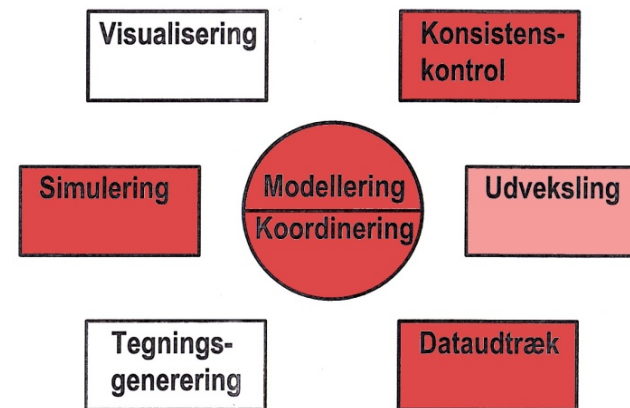 Visualisering
Konsistens-
kontrol
Simulering
Modellering
Koordinering
Udveksling
Tegnings-
generering
Dataudtræk